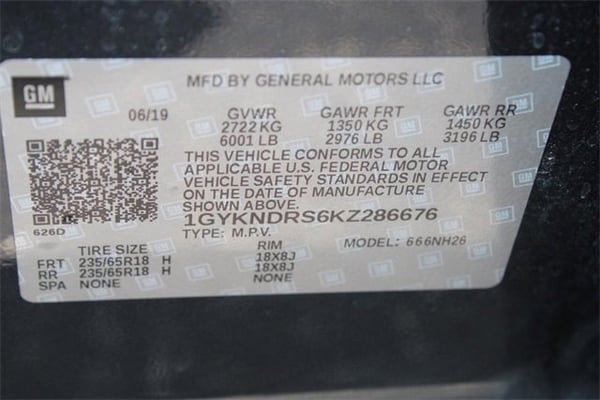 GM
MFD BY GENERAL MOTORS LLC
06/19 GVWR GAWR FRT GAWR RR
2722 KG 1350 KG 1450 KG
6001 LB 2976 LB 3196 LB
THIS VEHICLE CONFORMS TO ALL
APPLICABLE U.S. FEDERAL MOTOR
VEHICLE SAFETY STANDARDS IN EFFECT
ON THE DATE OF MANUFACTURE
SHOWN ABOVE.
1GYKNDRS6KZ286676
626D TYPE: M.P.V. MODEL: 666NH26
TIRE SIZE RIM
FRT 235/65R18 H 18X8J
RR 235/65R18 H 18X8J
SPA NONE NONE